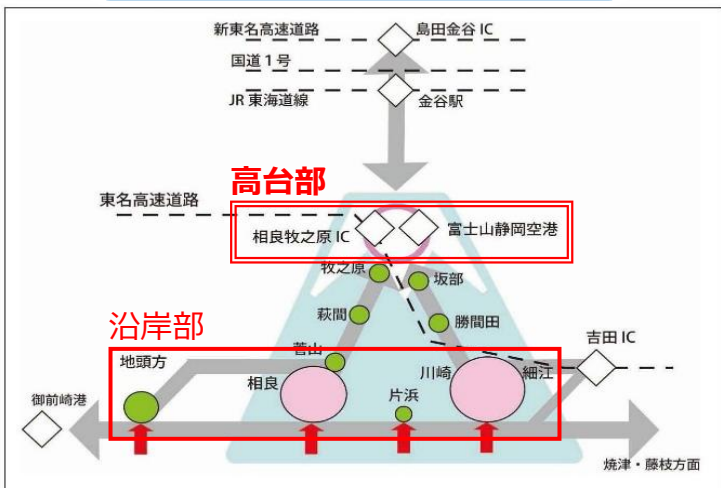 新東名高速道路
島田金谷 IC
国道1号
JR 東海道線
金谷駅
高台部
東名高速道路
相良牧之原 IC
富士山静岡空港
牧之原
坂部
萩間
勝間田
沿岸部
吉田 IC
地頭方
菅山
相良
川崎
細江
片浜
御前崎港
焼津・藤枝方面